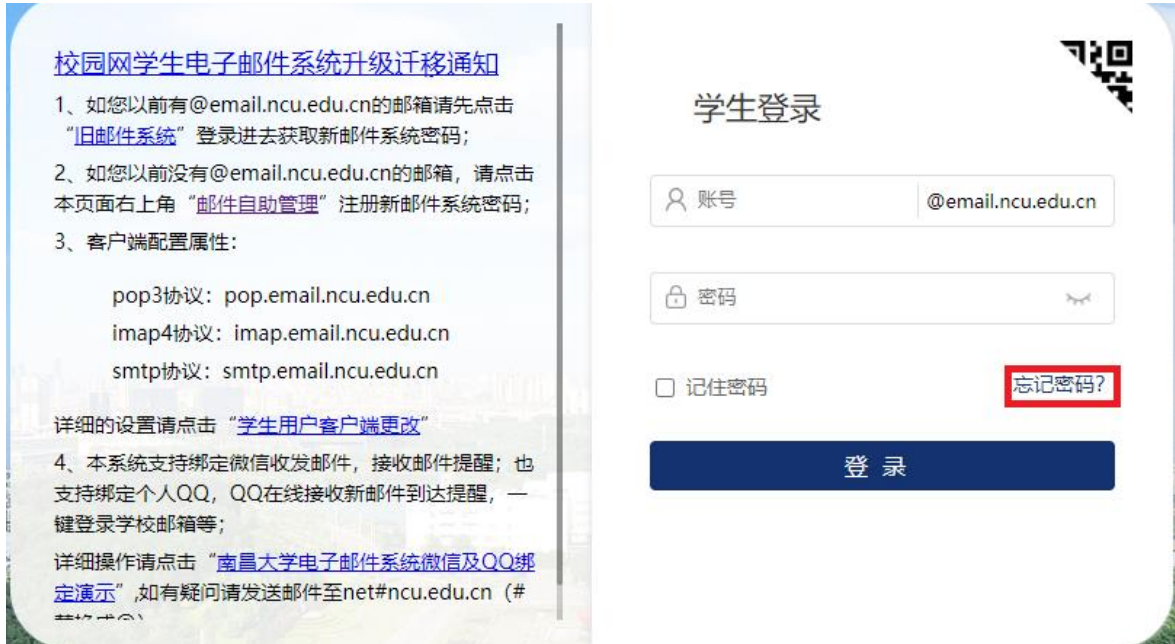 校园网学生电子邮件系统升级迁移通知
1、如您以前有@email.ncu.edu.cn的邮箱请先点击
“旧邮件系统”登录进去获取新邮件系统密码；
2、如您以前没有@email.ncu.edu.cn的邮箱，请点击
本页面右上角“邮件自助管理”注册新邮件系统密码；
3、客户端配置属性：
pop3协议：pop.email.ncu.edu.cn
imap4协议：imap.email.ncu.edu.cn
smtp协议：smtp.email.ncu.edu.cn
详细的设置请点击“学生用户客户端更改”
4、本系统支持绑定微信收发邮件，接收邮件提醒；也
支持绑定个人QQ，QQ在线接收新邮件到达提醒，一
键登录学校邮箱等；
详细操作请点击“南昌大学电子邮件系统微信及QQ绑
定演示”,如有疑问请发送邮件至net#ncu.edu.cn（#
学生登录
账号 @email.ncu.edu.cn
密码
记住密码 忘记密码?
登 录